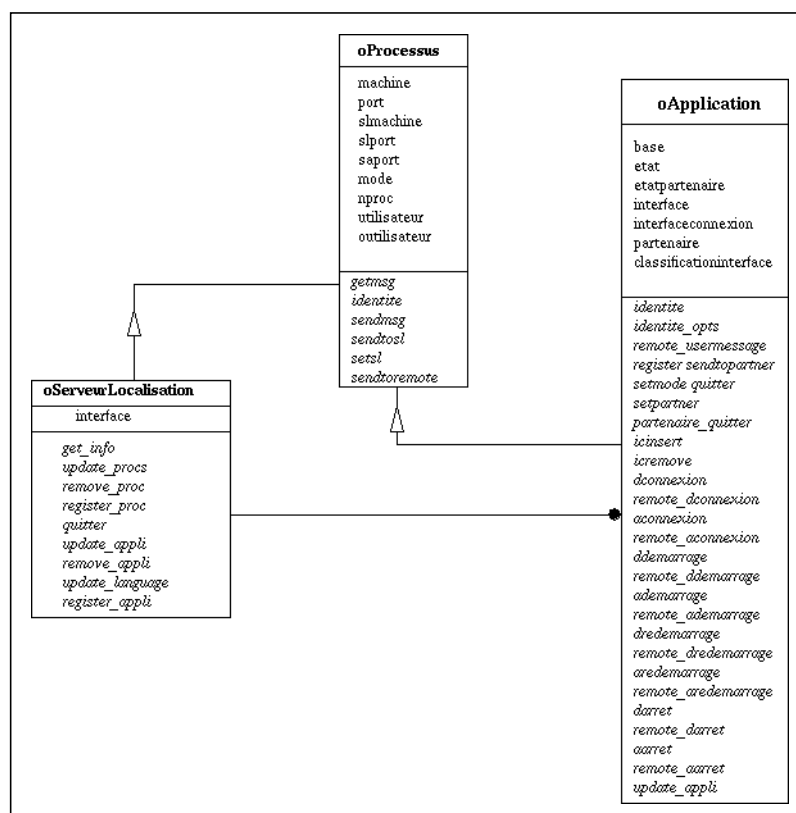 oProcessus
machine
port
slmachine
slport
saport
mode
nproc
utilisateur
outilisateur
getmsg
identite
sendmsg
sendtosl
setsl
sendtoremote
oApplication
base
etat
etatpartenaire
interface
interfaceconnexion
partenaire
classificationinterface
identite
identite_opts
remote_usermessage
register sendtopartner
setmode quitter
setpartner
partenaire_quitter
icinsert
icremove
dconnexion
remote_dconnexion
aconnexion
remote_aconnexion
ddemarrage
remote_ddemarrage
ademarrage
remote_ademarrage
dredemarrage
remote_dredemarrage
aredemarrage
remote_aredemarrage
darret
remote_darret
aarret
remote_aarret
update_appli
oServeurLocalisation
interface
get_info
update_procs
remove_proc
register_proc
quitter
update_appli
remove_appli
update_language
register_appli